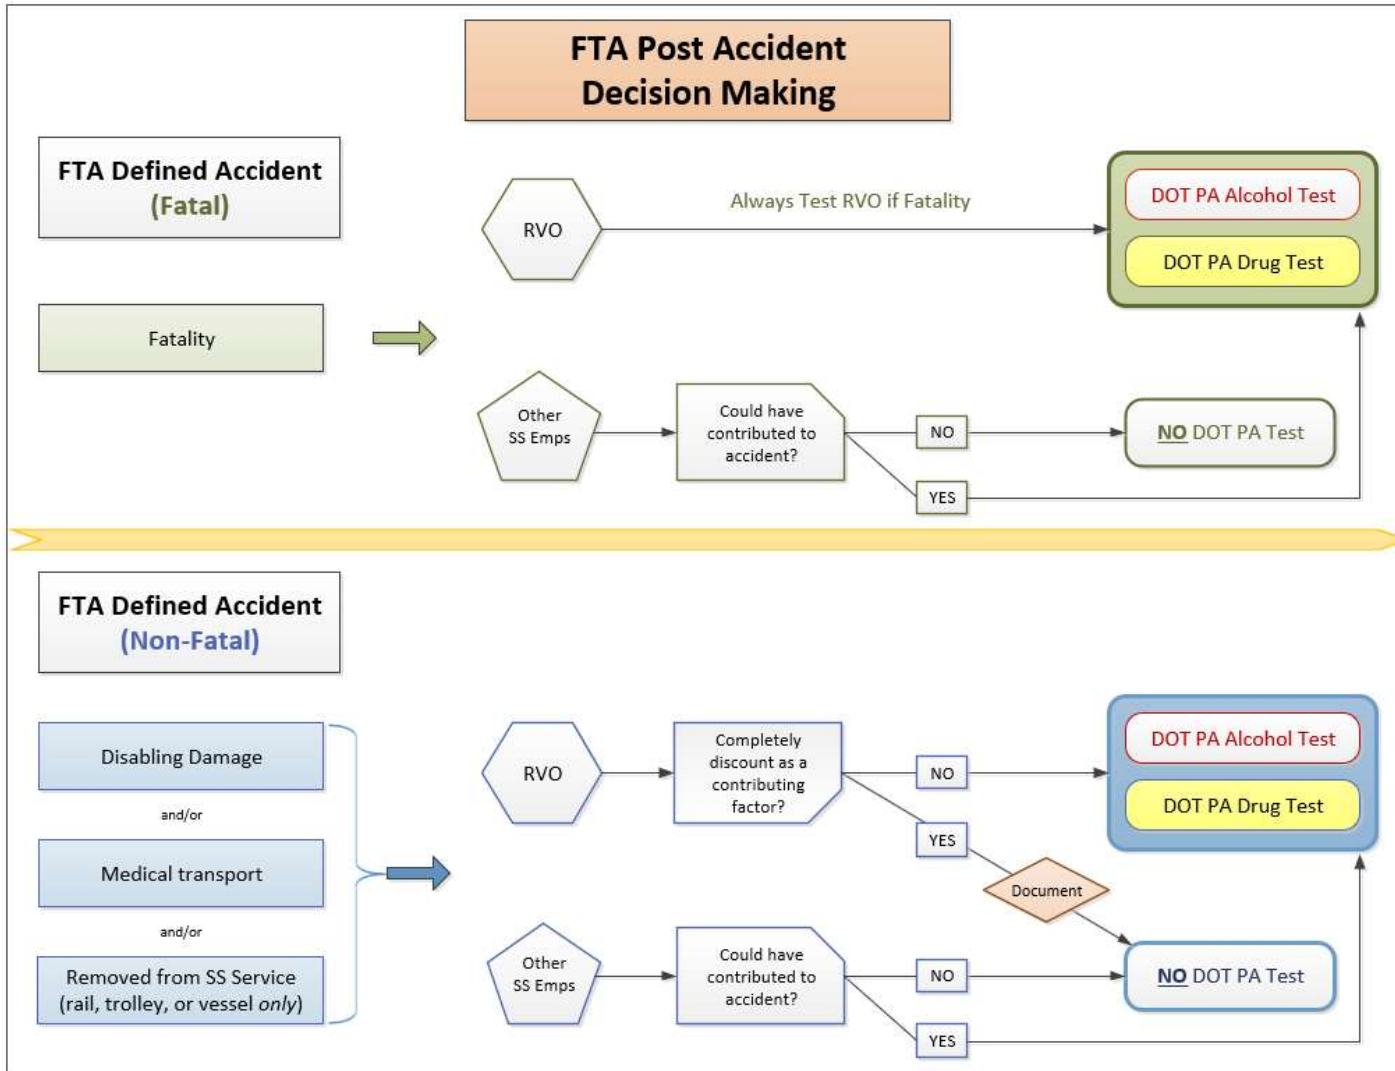 FTA Post Accident
Decision Making
FTA Defined Accident
(Fatal)
Fatality
RVO
Always Test RVO if Fatality
DOT PA Alcohol Test
DOT PA Drug Test
Other
SS Emps
Could have
contributed to
accident?
NO
YES
NO DOT PA Test
FTA Defined Accident
(Non-Fatal)
Disabling Damage
and/or
Medical transport
and/or
Removed from SS Service
(rail, trolley, or vessel only)
RVO
Completely
discount as a
contributing
factor?
NO
YES
Document
DOT PA Alcohol Test
DOT PA Drug Test
Other
SS Emps
Could have
contributed to
accident?
NO
YES
NO DOT PA Test